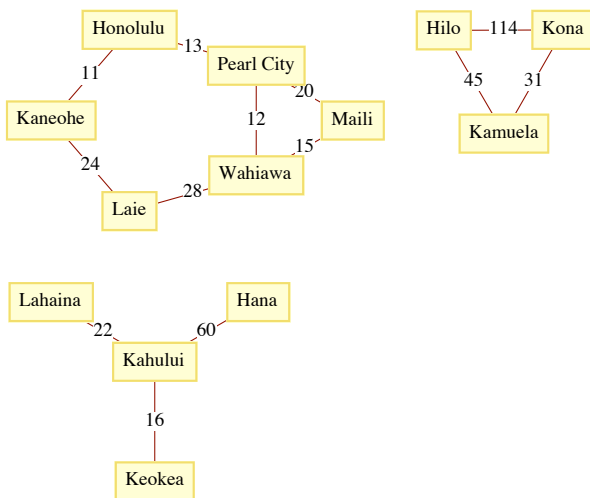 Honolulu
Hilo
114
Kona
13
Pearl City
11
45
31
20
Kaneohe
12
Maili
Kamuela
15
24
Wahiawa
28
Laie
Lahaina
Hana
22
60
Kahului
16
Keokea